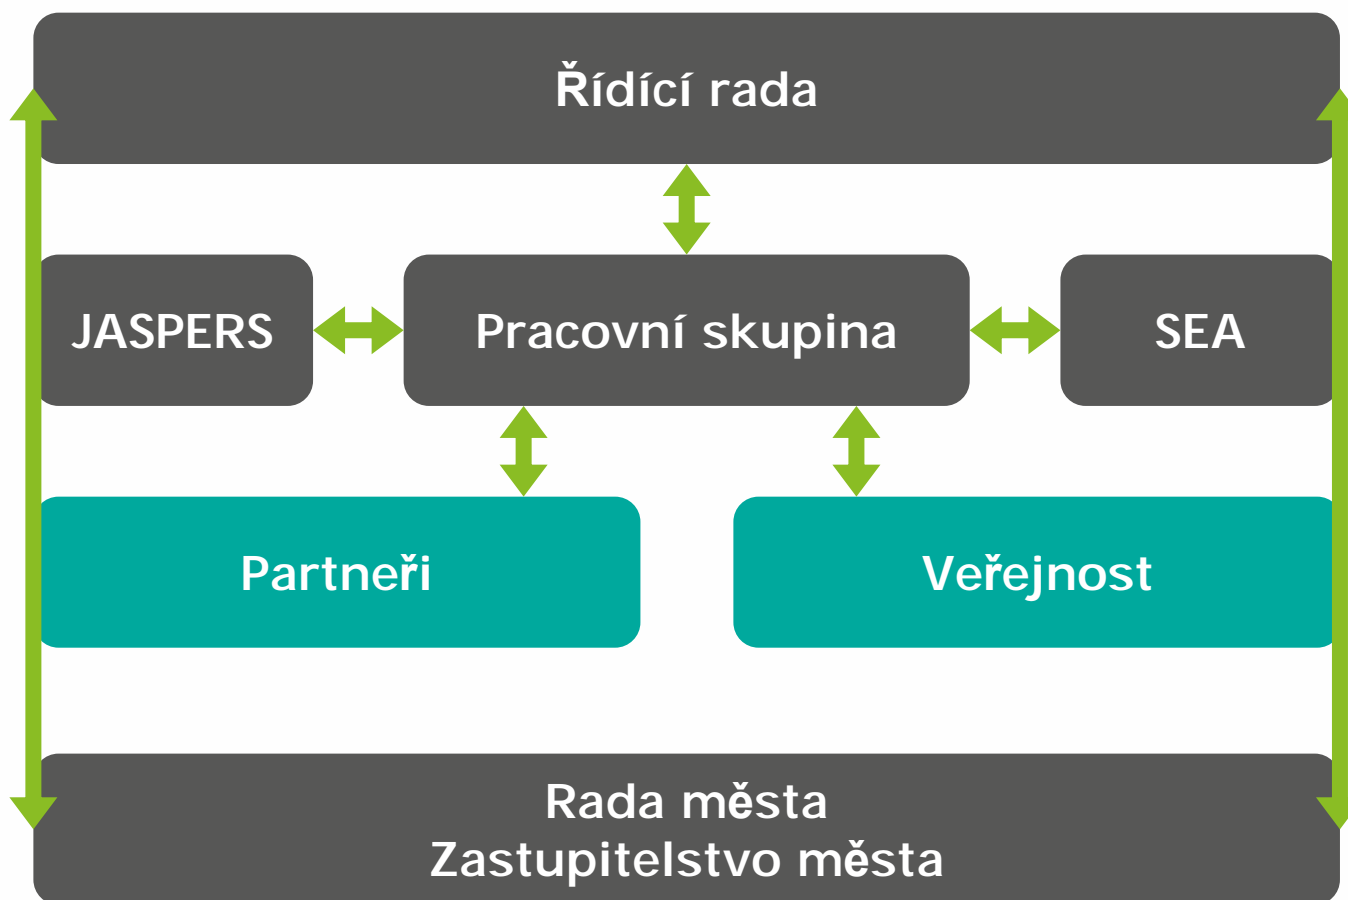 Řídící rada
JASPERS
Pracovní skupina
SEA
Partneři
Veřejnost
Rada města
Zastupitelstvo města